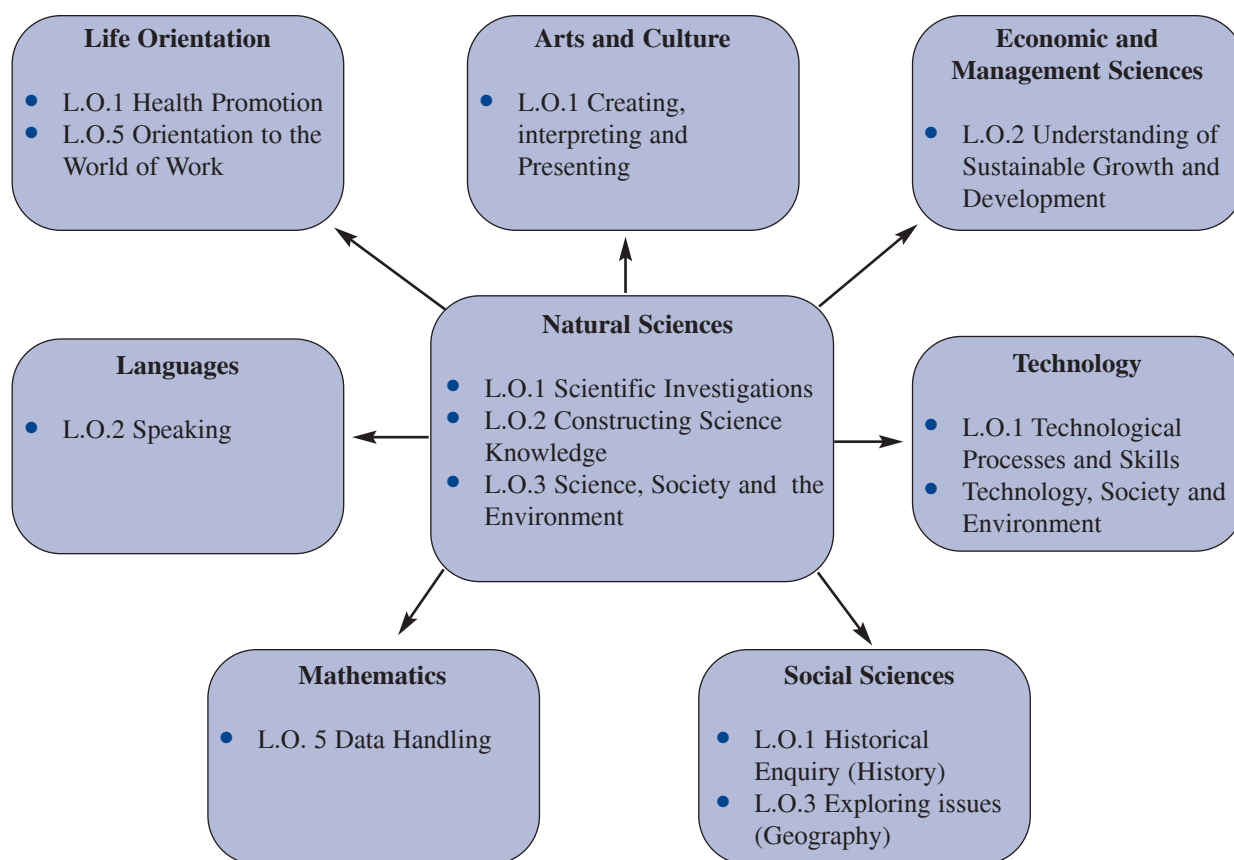 Life Orientation
• L.O.1 Health Promotion
• L.O.5 Orientation to the
World of Work
Arts and Culture
• L.O.1 Creating,
interpreting and
Presenting
Economic and
Management Sciences
• L.O.2 Understanding of
Sustainable Growth and
Development
Natural Sciences
• L.O.1 Scientific Investigations
• L.O.2 Constructing Science
Knowledge
• L.O.3 Science, Society and the
Environment
Languages
• L.O.2 Speaking
Technology
• L.O.1 Technological
Processes and Skills
• Technology, Society and
Environment
Mathematics
• L.O. 5 Data Handling
Social Sciences
• L.O.1 Historical
Enquiry (History)
• L.O.3 Exploring issues
(Geography)